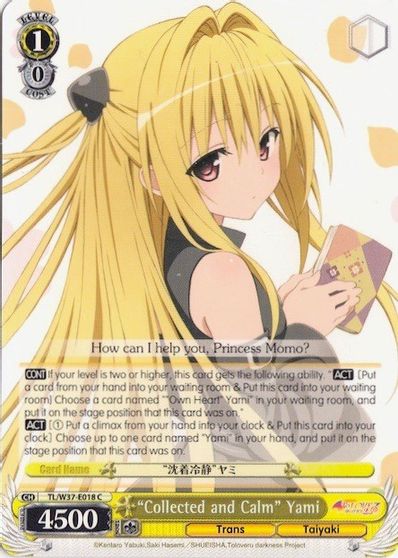 LEVEL
1
0
COST
How can I help you, Princess Momo?
CONT If your level is two or higher, this card gets the following ability. "ACT [Put
a card from your hand into your waiting room & Put this card into your waiting
room] Choose a card named ""Own Heart" Yami" in your waiting room, and
put it on the stage position that this card was on."
ACT [① Put a climax from your hand into your clock & Put this card into your
clock] Choose up to one card named "Yami" in your hand, and put it on the
stage position that this card was on.
Card Name
"沈着冷静" ヤミ
CH
TL/W37-E018 C
4500
"Collected and Calm" Yami
Trans
Taiyaki
©Kentaro Yabuki,Saki Hasemi／SHUEISHA,Toloveru darkness Project